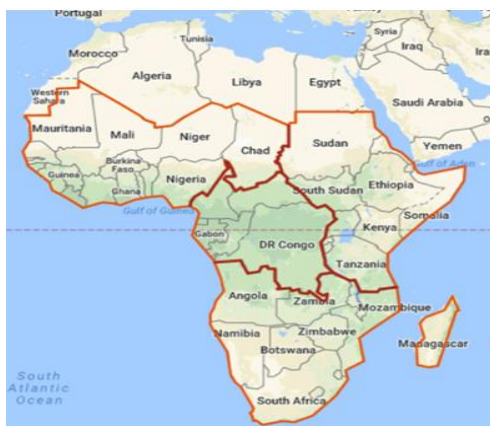 Portugal
Turkey
Tunisia
Syria
Morocco
Iraq
Algeria
Libya
Egypt
Western
Sahara
Saudi Arabia
Mauritania
Mali
Niger
Chad
Sudan
Yemen
Burkina
Faso
Gulf of Aden
Guinea
Nigeria
South Sudan
Ethiopia
Ghana
Gulf of Guinea
Somalia
Kenya
Gabon
DR Congo
Tanzania
Angola
Zambia
Mozambique
Zimbabwe
Namibia
Madagascar
Botswana
South
Atlantic
Ocean
South Africa